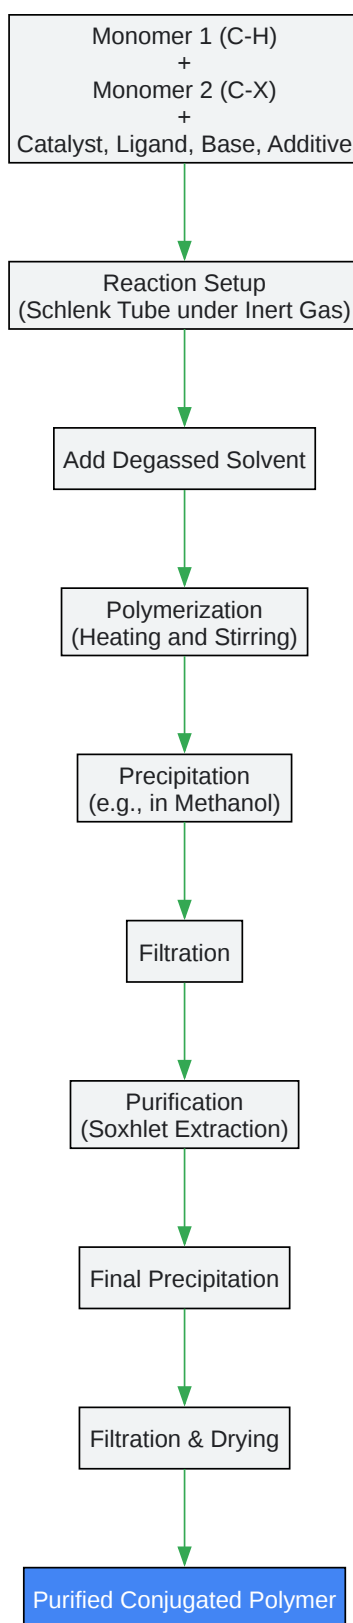 Monomer 1 (C-H)
+
Monomer 2 (C-X)
+
Catalyst, Ligand, Base, Additive
Reaction Setup
(Schlenk Tube under Inert Gas)
Add Degassed Solvent
Polymerization
(Heating and Stirring)
Precipitation
(e.g., in Methanol)
Filtration
Purification
(Soxhlet Extraction)
Final Precipitation
Filtration & Drying
Purified Conjugated Polymer